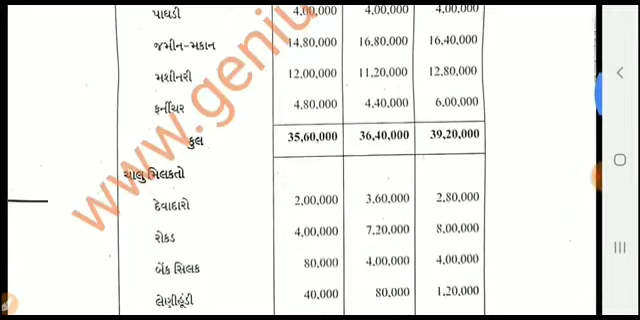 પાઘડી 4,00,000 4,00,000 4,00,000
જમીન-મકાન 14,80,000 16,80,000 16,40,000
મશીનરી 12,00,000 11,20,000 12,80,000
ફર્નીચર 4,80,000 4,40,000 6,00,000
કુલ 35,60,000 36,40,000 39,20,000
ચાલુ મિલકતો
દેવાદારો 2,00,000 3,60,000 2,80,000
રોકડ 4,00,000 7,20,000 8,00,000
બેંક સિલક 80,000 4,00,000 4,00,000
લેણીહૂંડી 40,000 80,000 1,20,000
www.geniu